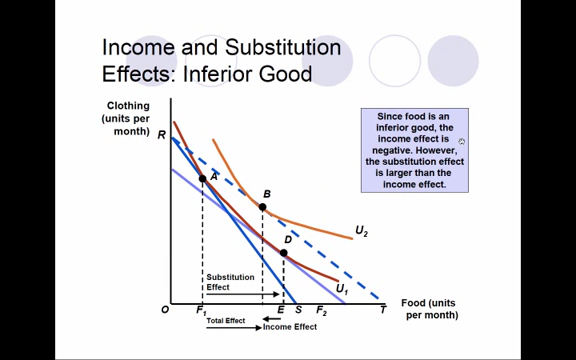 Income and Substitution
Effects: Inferior Good
Clothing
(units per
month)
R
Since food is an
inferior good, the
income effect is
negative. However,
the substitution effect
is larger than the
income effect.
A
B
U2
D
Substitution
Effect
U1
O
F1
E
S
F2
T
Food (units
per month)
Total Effect
Income Effect